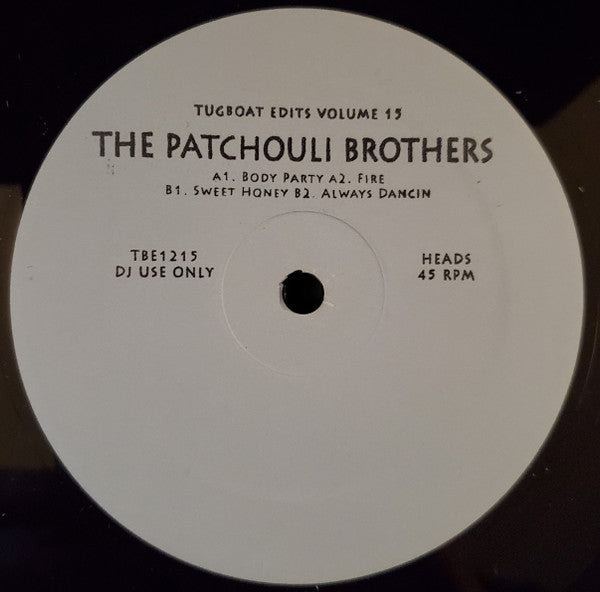 TUGBOAT EDITS VOLUME 15
THE PATCHOULI BROTHERS
A1. BODY PARTY A2. FIRE
B1. SWEET HONEY B2. ALWAYS DANCIN
TBE1215
DJ USE ONLY
HEADS
45 RPM